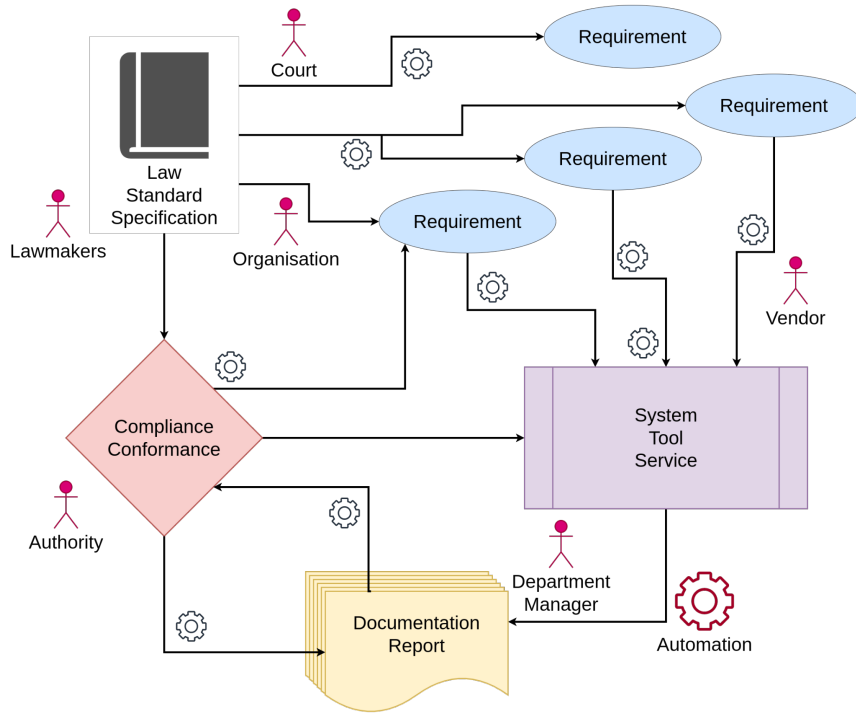 Requirement
Court
Requirement
Law
Standard
Specification
Requirement
Requirement
Lawmakers
Organisation
Vendor
Compliance
Conformance
System
Tool
Service
Authority
Department
Manager
Documentation
Report
Automation